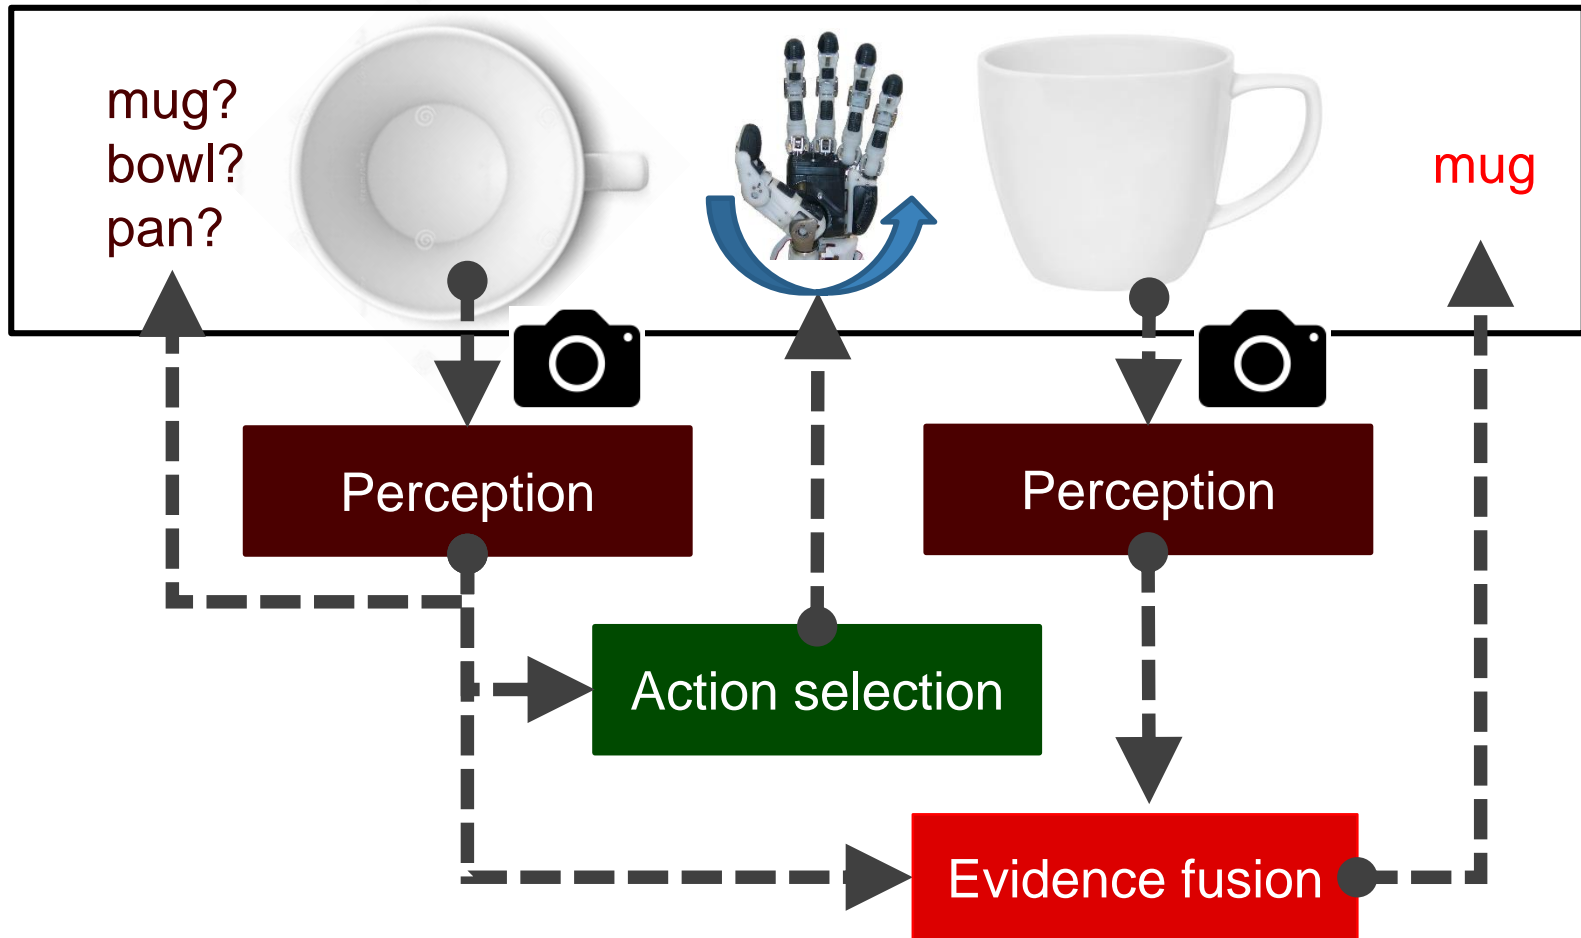 mug?
bowl?
pan?
mug
Perception
Perception
Action selection
Evidence fusion